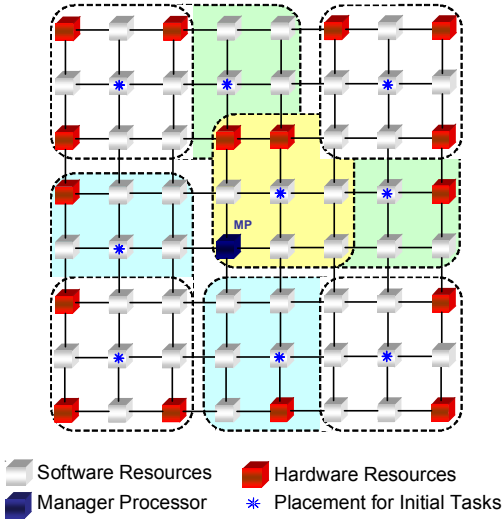 MP
Software Resources
Hardware Resources
Manager Processor
Placement for Initial Tasks